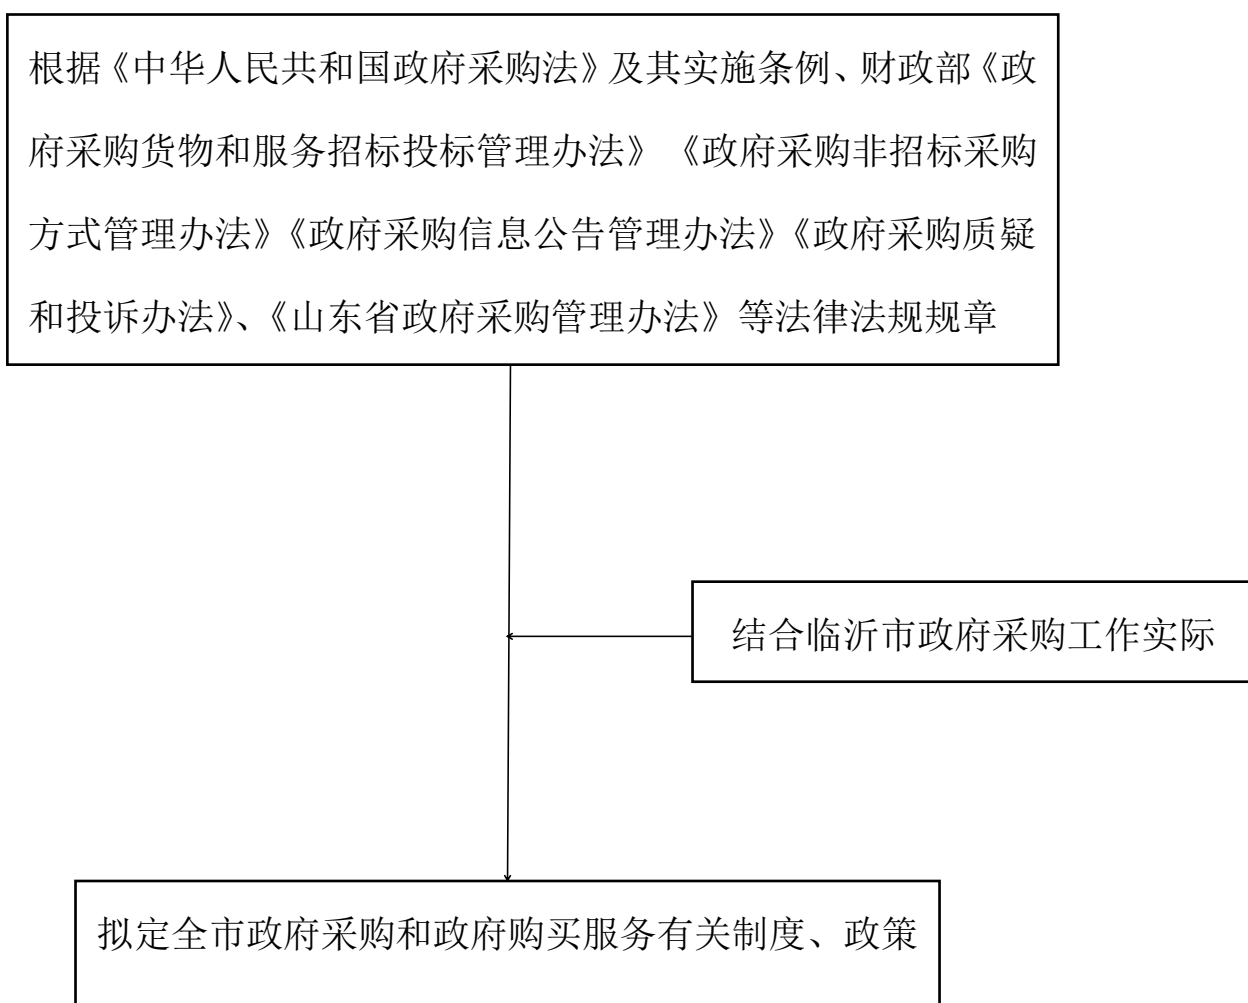 根据《中华人民共和国政府采购法》及其实施条例、财政部《政
府采购货物和服务招标投标管理办法》 《政府采购非招标采购
方式管理办法》《政府采购信息公告管理办法》《政府采购质疑
和投诉办法》、《山东省政府采购管理办法》等法律法规规章
结合临沂市政府采购工作实际
拟定全市政府采购和政府购买服务有关制度、政策